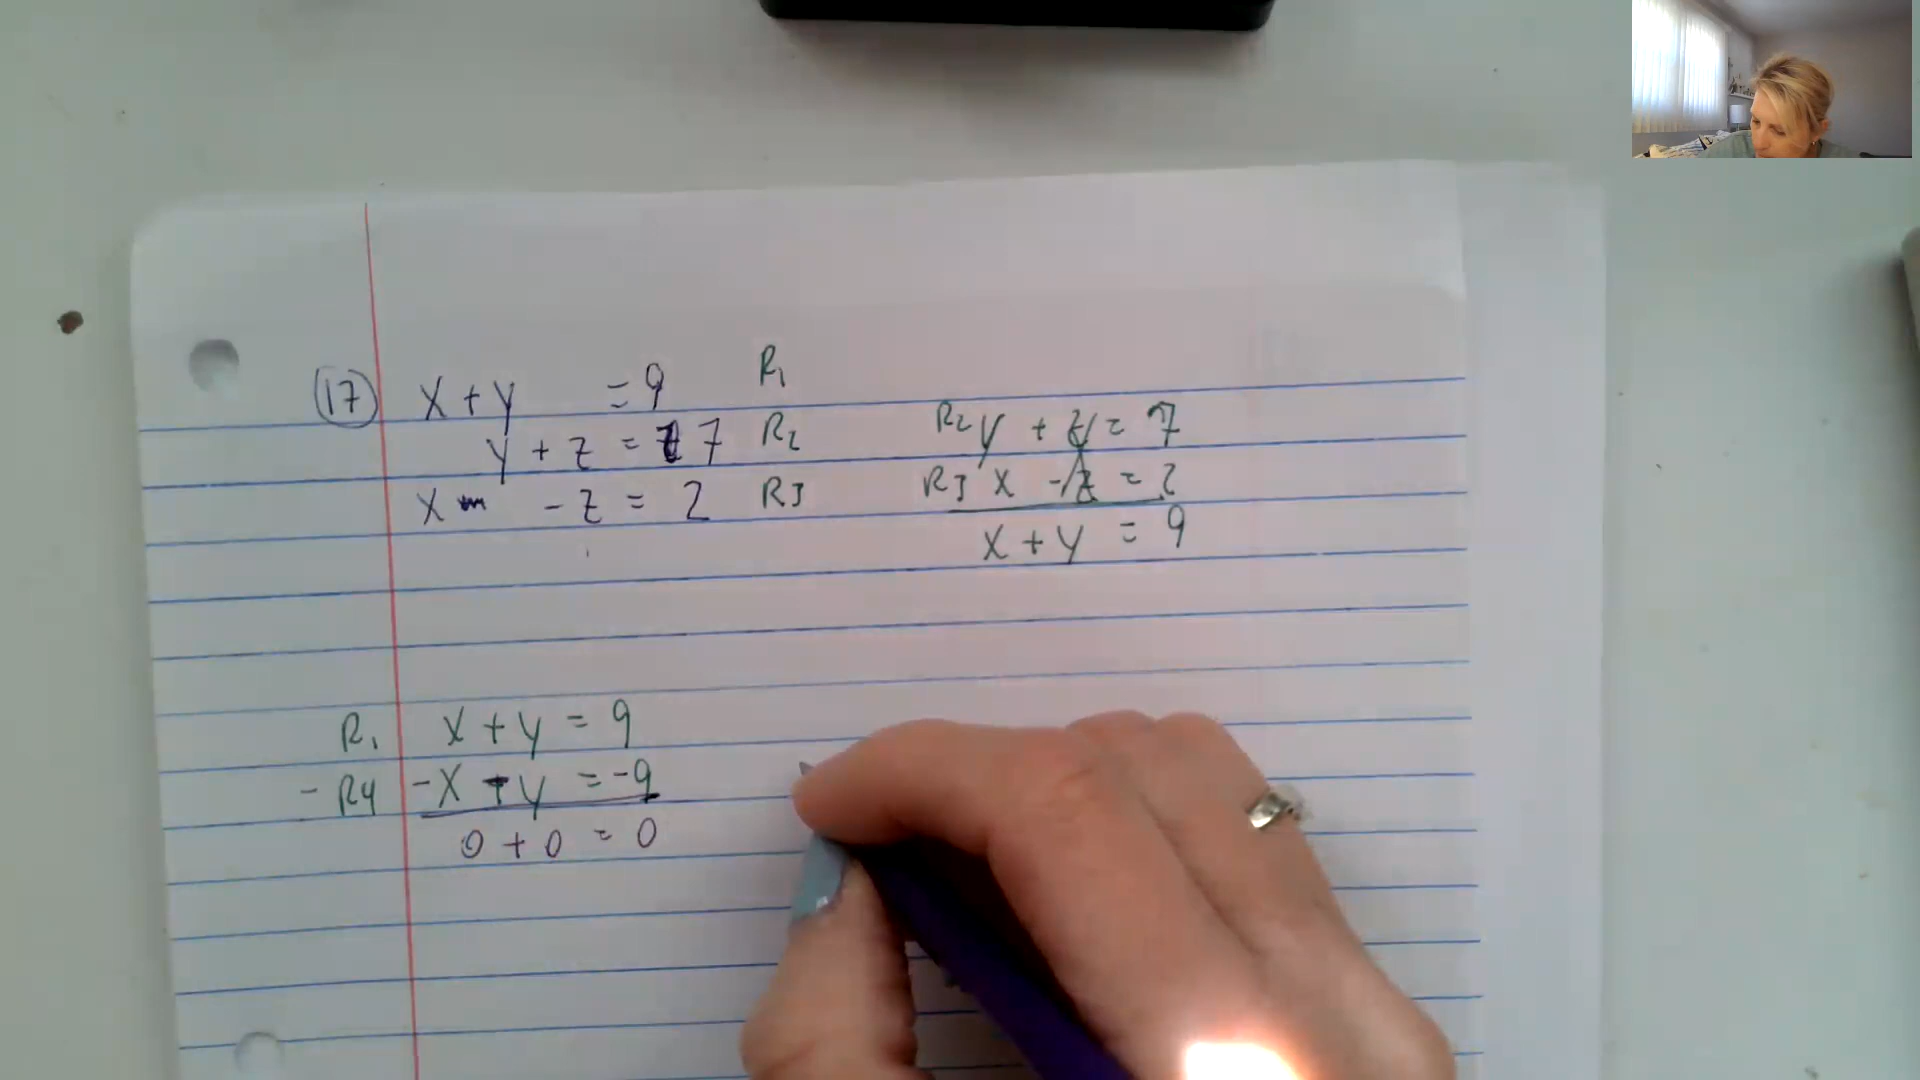 (17) x + y = 9 R1
y + z = 7 R2
x - z = 2 R3
R2 y + z = 7
R3 x - z = 2
x + y = 9
R1 x + y = 9
- R4 -x - y = -9
0 + 0 = 0